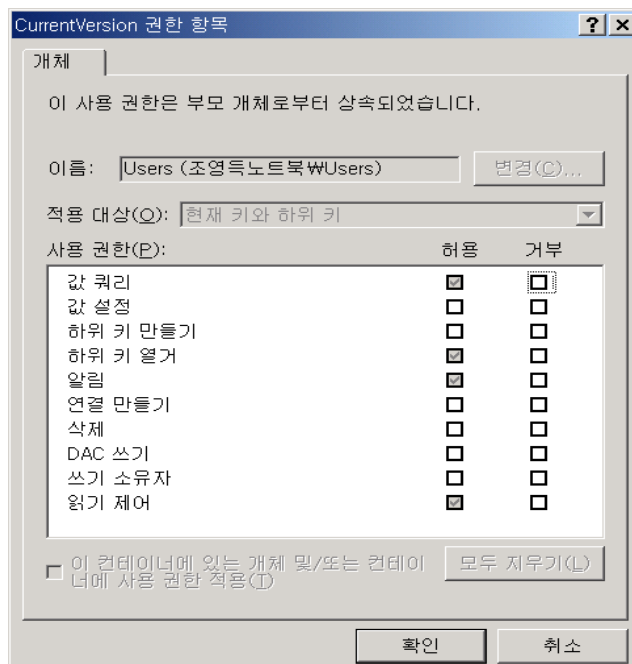 CurrentVersion 권한 항목
개체
이 사용 권한은 부모 개체로부터 상속되었습니다.
이름: Users (조영득노트북₩Users) 변경(C)...
적용 대상(O): 현재 키와 하위 키
사용 권한(P): 허용 거부
값 쿼리
값 설정
하위 키 만들기
하위 키 열거
알림
연결 만들기
삭제
DAC 쓰기
쓰기 소유자
읽기 제어
이 컨테이너에 있는 개체 및/또는 컨테이
너에 사용 권한 적용(T)
모두 지우기(L)
확인 취소